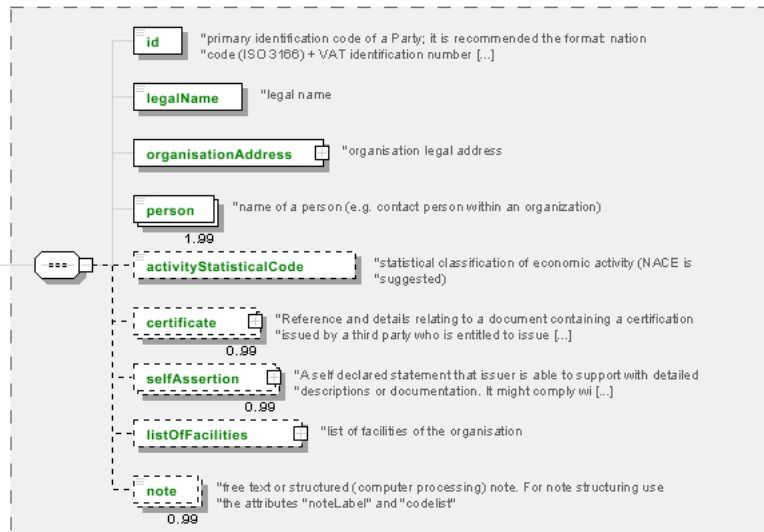 id
"primary identification code of a Party; it is recommended the format: nation
"code (ISO 3166) + VAT identification number [...]
legalName
"legal name
organisationAddress
"organisation legal address
person
"name of a person (e.g. contact person within an organization)
1..99
activityStatisticalCode
"statistical classification of economic activity (NACE is
"suggested)
certificate
"Reference and details relating to a document containing a certification
"issued by a third party who is entitled to issue [...]
0..99
selfAssertion
"A self declared statement that issuer is able to support with detailed
"descriptions or documentation. It might comply wi [...]
0..99
listOfFacilities
"list of facilities of the organisation
note
"free text or structured (computer processing) note. For note structuring use
"the attributes "noteLabel" and "codelist"
0..99